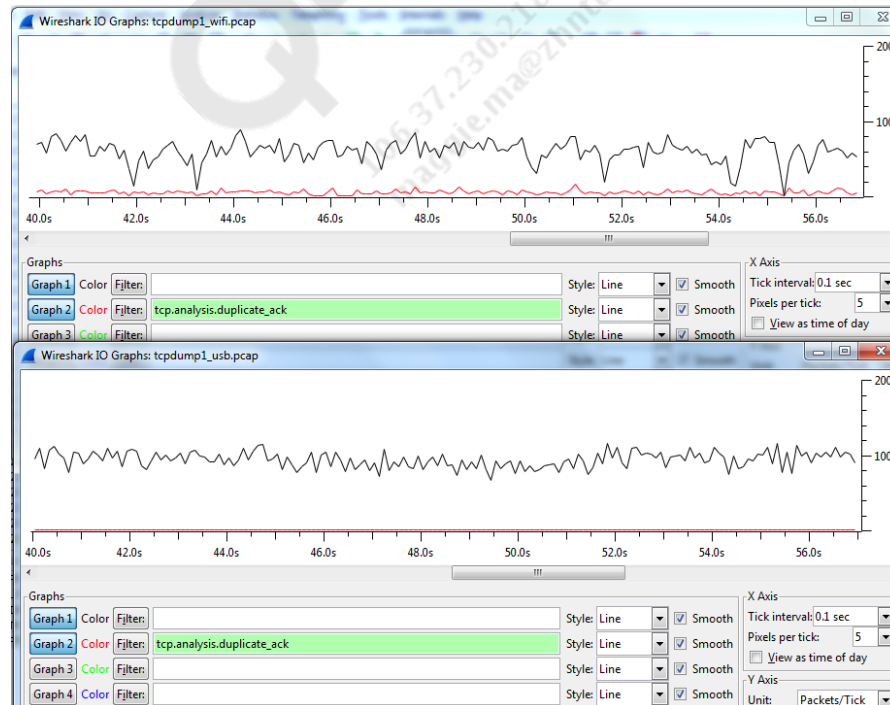 Wireshark IO Graphs: tcpdump1_wifi.pcap
200
100
40.0s 42.0s 44.0s 46.0s 48.0s 50.0s 52.0s 54.0s 56.0s
Graphs
X Axis
Graph 1 Color Filter: Style: Line Smooth
Tick interval: 0.1 sec
Graph 2 Color Filter: tcp.analysis.duplicate_ack Style: Line Smooth
Pixels per tick: 5
View as time of day
Graph 3 Color Filter: Style: Line Smooth
Wireshark IO Graphs: tcpdump1_usb.pcap
200
100
40.0s 42.0s 44.0s 46.0s 48.0s 50.0s 52.0s 54.0s 56.0s
Graphs
X Axis
Graph 1 Color Filter: Style: Line Smooth
Tick interval: 0.1 sec
Graph 2 Color Filter: tcp.analysis.duplicate_ack Style: Line Smooth
Pixels per tick: 5
View as time of day
Graph 3 Color Filter: Style: Line Smooth
Y Axis
Graph 4 Color Filter: Style: Line Smooth
Unit: Packets/Tick